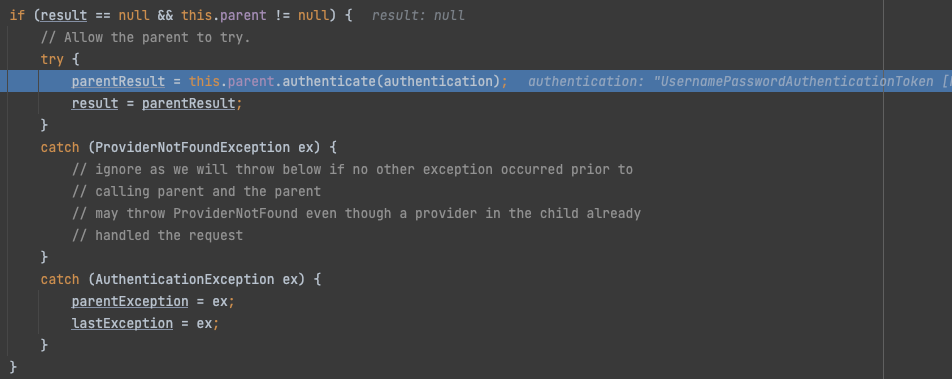 if (result == null && this.parent != null) {   result: null
    // Allow the parent to try.
    try {
        parentResult = this.parent.authenticate(authentication);   authentication: "UsernamePasswordAuthenticationToken [
        result = parentResult;
    }
    catch (ProviderNotFoundException ex) {
        // ignore as we will throw below if no other exception occurred prior to
        // calling parent and the parent
        // may throw ProviderNotFound even though a provider in the child already
        // handled the request
    }
    catch (AuthenticationException ex) {
        parentException = ex;
        lastException = ex;
    }
}